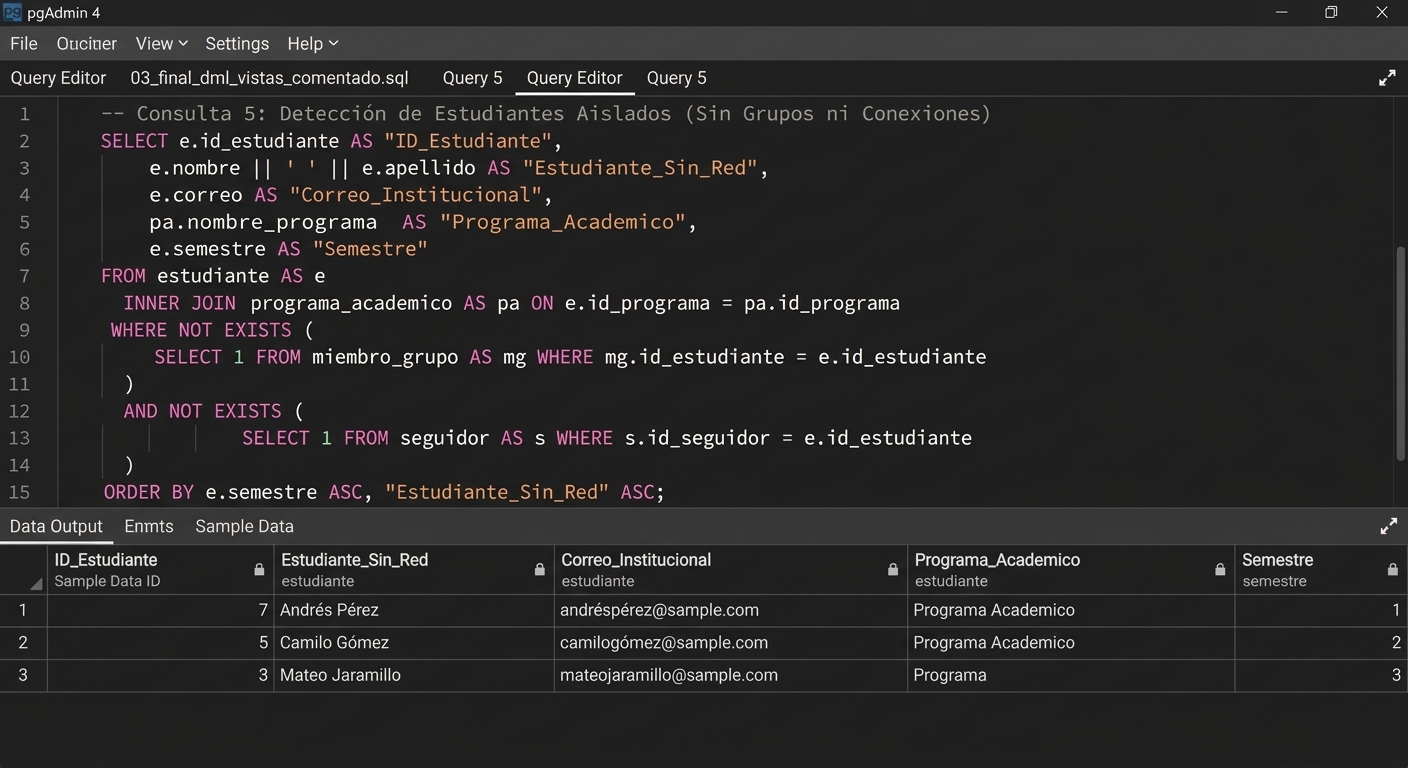 pgAdmin 4
File Ouciner View Settings Help
Query Editor 03_final_dml_vistas_comentado.sql Query 5 Query Editor Query 5
1 -- Consulta 5: Detección de Estudiantes Aislados (Sin Grupos ni Conexiones)
2 SELECT e.id_estudiante AS "ID_Estudiante",
3 e.nombre || ' ' || e.apellido AS "Estudiante_Sin_Red",
4 e.correo AS "Correo_Institucional",
5 pa.nombre_programa AS "Programa_Academico",
6 e.semestre AS "Semestre"
7 FROM estudiante AS e
8 INNER JOIN programa_academico AS pa ON e.id_programa = pa.id_programa
9 WHERE NOT EXISTS (
10 SELECT 1 FROM miembro_grupo AS mg WHERE mg.id_estudiante = e.id_estudiante
11 )
12 AND NOT EXISTS (
13 SELECT 1 FROM seguidor AS s WHERE s.id_seguidor = e.id_estudiante
14 )
15 ORDER BY e.semestre ASC, "Estudiante_Sin_Red" ASC;
Data Output Enmts Sample Data
ID_Estudiante Estudiante_Sin_Red Correo_Institucional Programa_Academico Semestre
Sample Data ID estudiante estudiante estudiante semestre
1 7 Andrés Pérez andréspérez@sample.com Programa Academico 1
2 5 Camilo Gómez camilogómez@sample.com Programa Academico 2
3 3 Mateo Jaramillo mateojaramillo@sample.com Programa 3